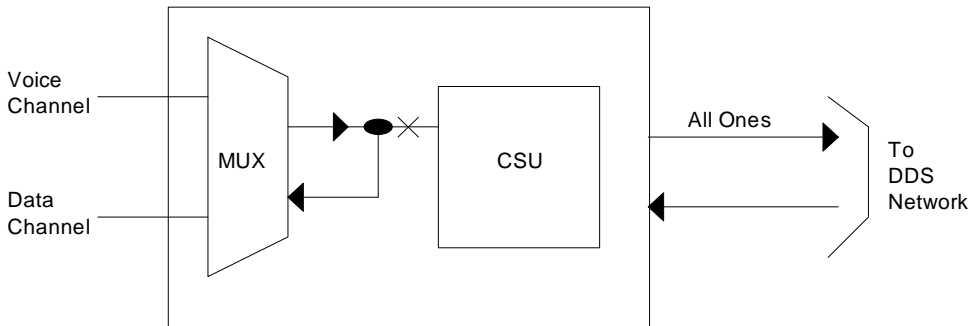 Voice
Channel
Data
Channel
MUX
CSU
All Ones
To
DDS
Network